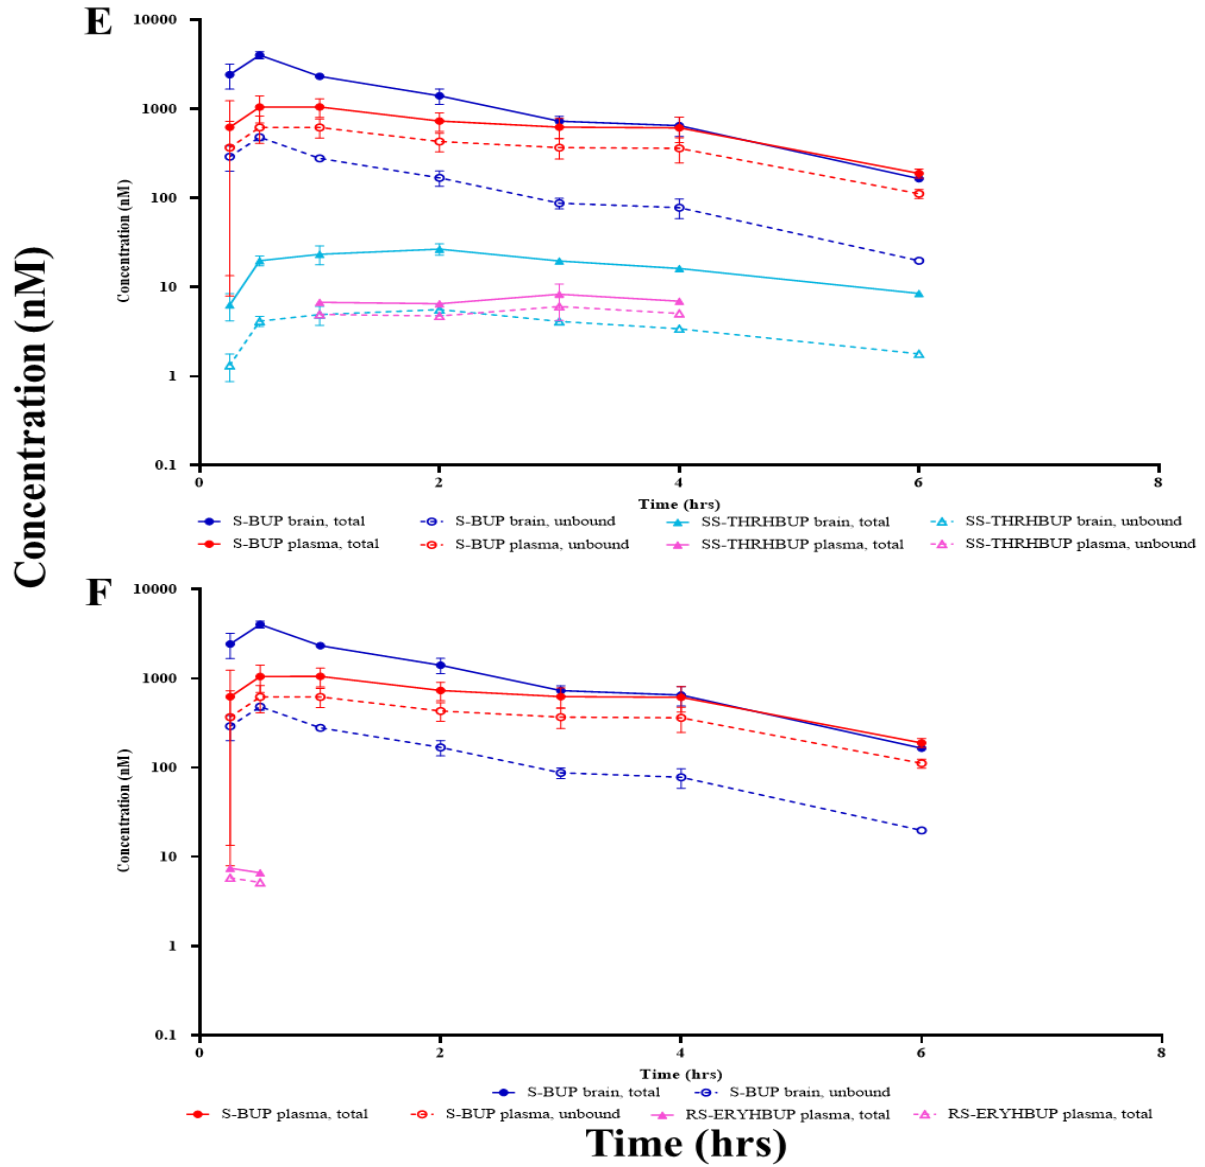 E
Concentration (nM)
10000
1000
100
10
1
0.1
Concentration (nM)
0 2 4 6 8
Time (hrs)
S-BUP brain, total S-BUP brain, unbound SS-THRHBUP brain, total SS-THRHBUP brain, unbound
S-BUP plasma, total S-BUP plasma, unbound SS-THRHBUP plasma, total SS-THRHBUP plasma, unbound
F
10000
1000
100
10
1
0.1
Concentration (nM)
0 2 4 6 8
Time (hrs)
S-BUP brain, total S-BUP brain, unbound
S-BUP plasma, total S-BUP plasma, unbound RS-ERYHBUP plasma, total RS-ERYHBUP plasma, total
Time (hrs)